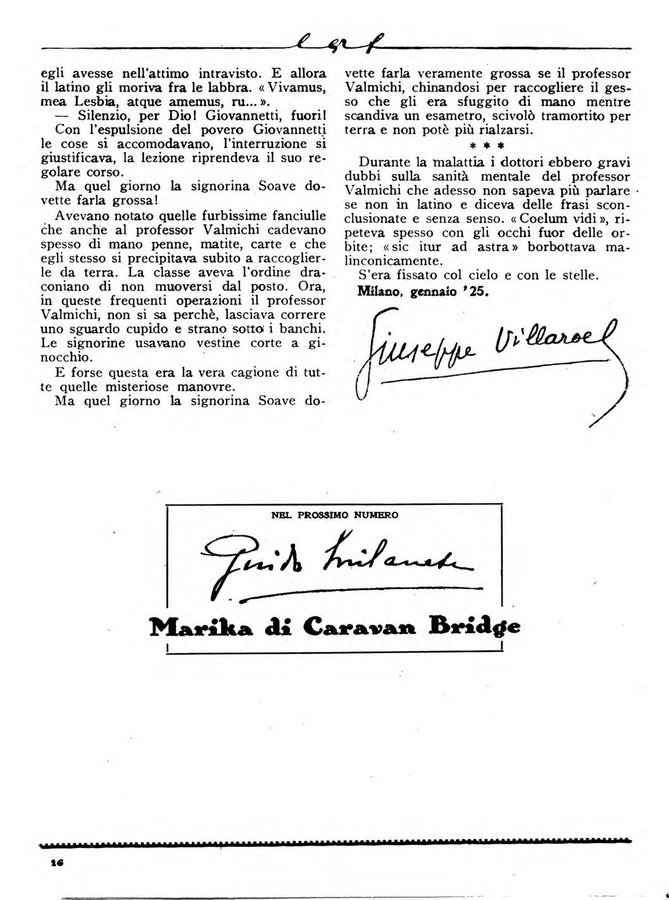 egli avesse nell'attimo intravisto. E allora
il latino gli moriva fra le labbra. « Vivamus,
mea Lesbia, atque amemus, ru... ».
— Silenzio, per Dio! Giovannetti, fuori!
Con l'espulsione del povero Giovannetti
le cose si accomodavano, l'interruzione si
giustificava, la lezione riprendeva il suo re-
golare corso.
Ma quel giorno la signorina Soave do-
vette farla grossa!
Avevano notato quelle furbissime fanciulle
che anche al professor Valmichi cadevano
spesso di mano penne, matite, carte e che
egli stesso si precipitava subito a raccoglier-
le da terra. La classe aveva l'ordine dra-
coniano di non muoversi dal posto. Ora,
in queste frequenti operazioni il professor
Valmichi, non si sa perchè, lasciava correre
uno sguardo cupido e strano sotto i banchi.
Le signorine usavano vestine corte a gi-
nocchio.
E forse questa era la vera cagione di tut-
te quelle misteriose manovre.
Ma quel giorno la signorina Soave do-
vette farla veramente grossa se il professor
Valmichi, chinandosi per raccogliere il ges-
so che gli era sfuggito di mano mentre
scandiva un esametro, scivolò tramortito per
terra e non potè più rialzarsi.
* * *
Durante la malattia i dottori ebbero gravi
dubbi sulla sanità mentale del professor
Valmichi che adesso non sapeva più parlare
se non in latino e diceva delle frasi scon-
clusionate e senza senso. « Coelum vidi », ri-
peteva spesso con gli occhi fuor delle or-
bite; « sic itur ad astra » borbottava ma-
linconicamente.
S'era fissato col cielo e con le stelle.
Milano, gennaio '25.
Giuseppe Villaroel
NEL PROSSIMO NUMERO
Guido Milanesi
Marika di Caravan Bridge
16